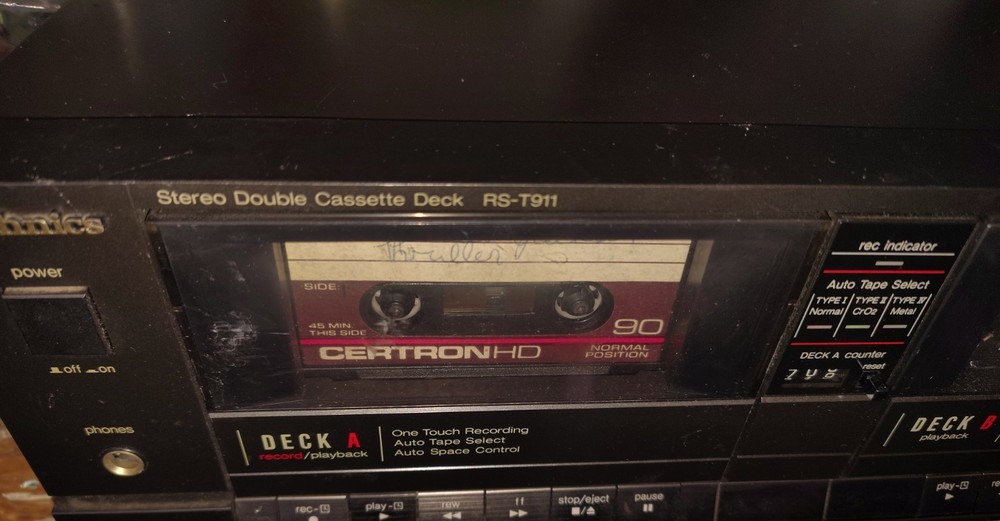 Stereo Double Cassette Deck RS-T911
hnics
power
off on
phones
Thriller
SIDE
45 MIN.
THIS SIDE
90
CERTRON HD
NORMAL
POSITION
rec indicator
Auto Tape Select
TYPE I TYPE II TYPE IV
Normal CrO2 Metal
DECK A counter
reset
DECK A
record/playback
One Touch Recording
Auto Tape Select
Auto Space Control
DECK B
playback
rec-
play-
rew
ff
stop/eject
pause
play-